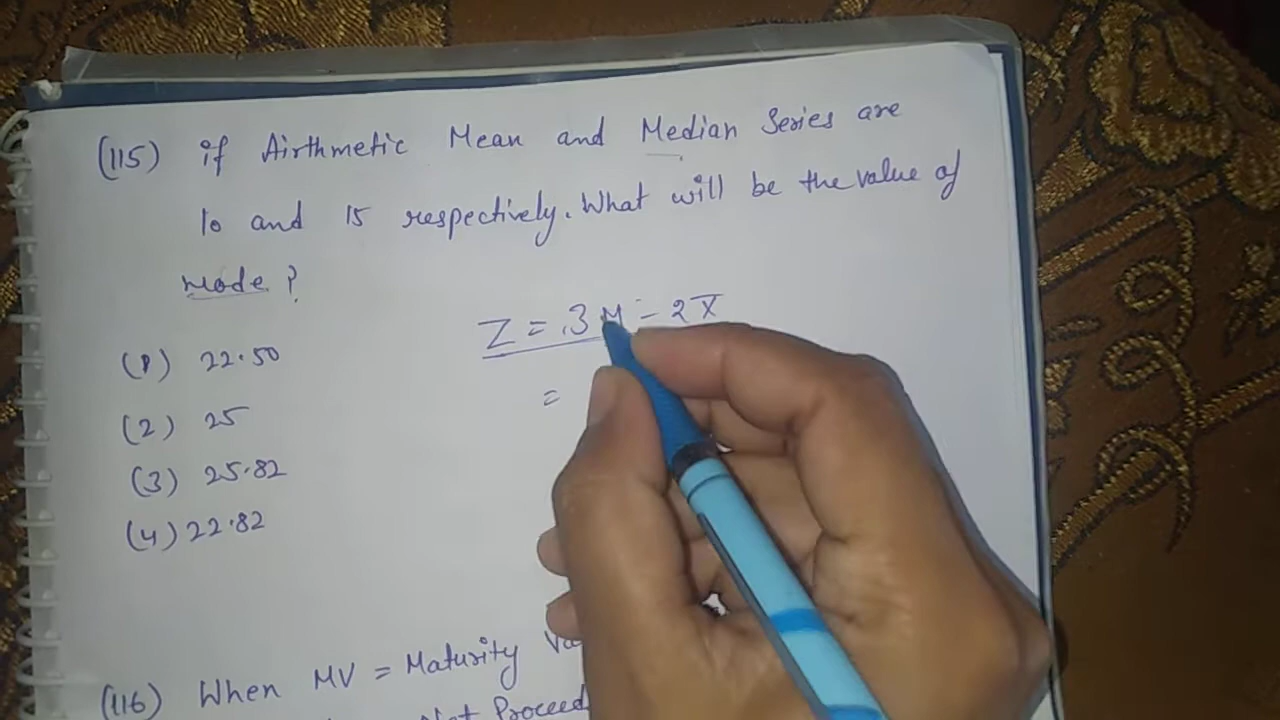 (115) if Airthmetic Mean and Median Series are
10 and 15 respectively. What will be the value of
mode ?
Z = .3M - 2X̅
=
(1) 22.50
(2) 25
(3) 25.82
(4) 22.82
(116) When MV = Maturity
Proceed